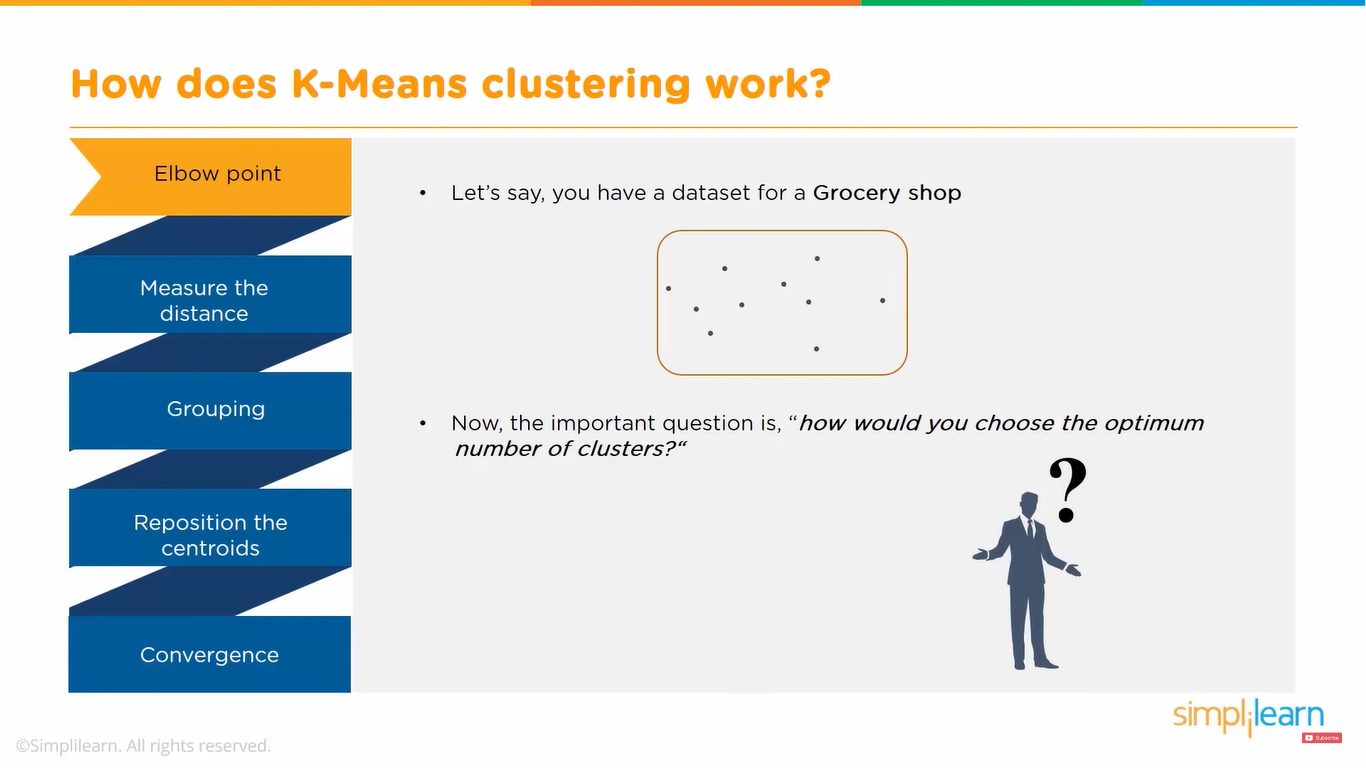 How does K-Means clustering work?
Elbow point
Measure the
distance
Grouping
Reposition the
centroids
Convergence
• Let’s say, you have a dataset for a Grocery shop
• Now, the important question is, “how would you choose the optimum
number of clusters?“
?
simplilearn
Subscribe
©Simplilearn. All rights reserved.